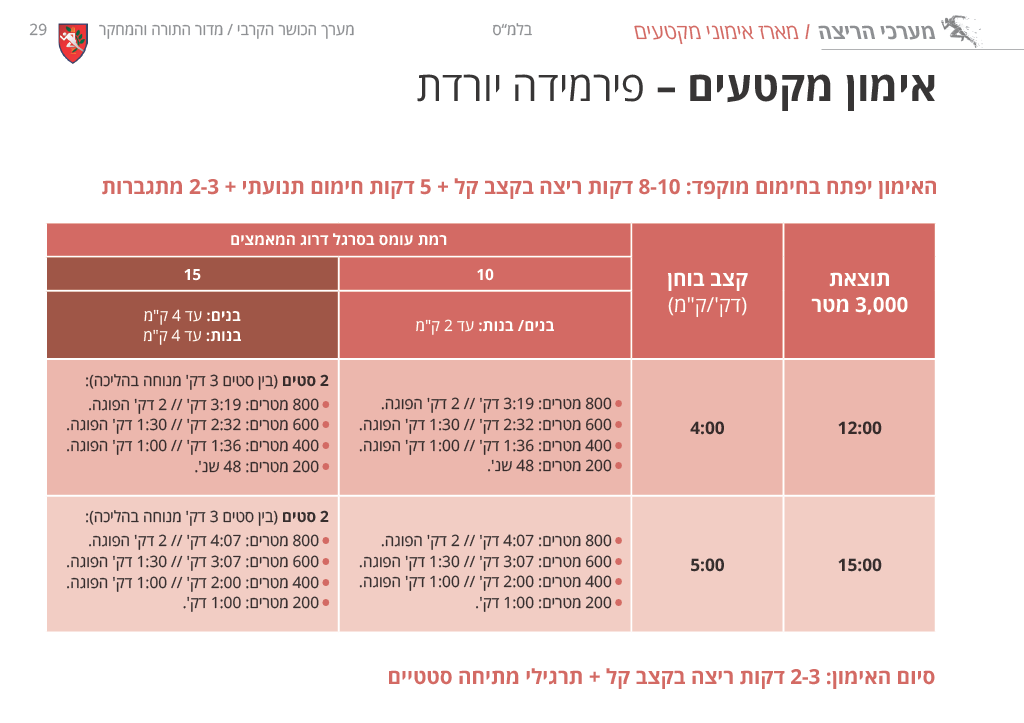 מערכי הריצה / מארז אימוני מקטעים
בלמ"ס
מערך הכושר הקרבי / מדור התורה והמחקר
29
אימון מקטעים – פירמידה יורדת
האימון יפתח בחימום מוקפד: 8-10 דקות ריצה בקצב קל + 5 דקות חימום תנועתי + 2-3 מתגברות
תוצאת
3,000 מטר
קצב בוחן
(דק'/ק"מ)
רמת עומס בסרגל דרוג המאמצים
10
15
בנים/ בנות: עד 2 ק"מ
בנים: עד 4 ק"מ
בנות: עד 4 ק"מ
12:00
4:00
• 800 מטרים: 3:19 דק' // 2 דק' הפוגה.
• 600 מטרים: 2:32 דק' // 1:30 דק' הפוגה.
• 400 מטרים: 1:36 דק' // 1:00 דק' הפוגה.
• 200 מטרים: 48 שנ'.
2 סטים (בין סטים 3 דק' מנוחה בהליכה):
• 800 מטרים: 3:19 דק' // 2 דק' הפוגה.
• 600 מטרים: 2:32 דק' // 1:30 דק' הפוגה.
• 400 מטרים: 1:36 דק' // 1:00 דק' הפוגה.
• 200 מטרים: 48 שנ'.
15:00
5:00
• 800 מטרים: 4:07 דק' // 2 דק' הפוגה.
• 600 מטרים: 3:07 דק' // 1:30 דק' הפוגה.
• 400 מטרים: 2:00 דק' // 1:00 דק' הפוגה.
• 200 מטרים: 1:00 דק'.
2 סטים (בין סטים 3 דק' מנוחה בהליכה):
• 800 מטרים: 4:07 דק' // 2 דק' הפוגה.
• 600 מטרים: 3:07 דק' // 1:30 דק' הפוגה.
• 400 מטרים: 2:00 דק' // 1:00 דק' הפוגה.
• 200 מטרים: 1:00 דק'.
סיום האימון: 2-3 דקות ריצה בקצב קל + תרגילי מתיחה סטטיים